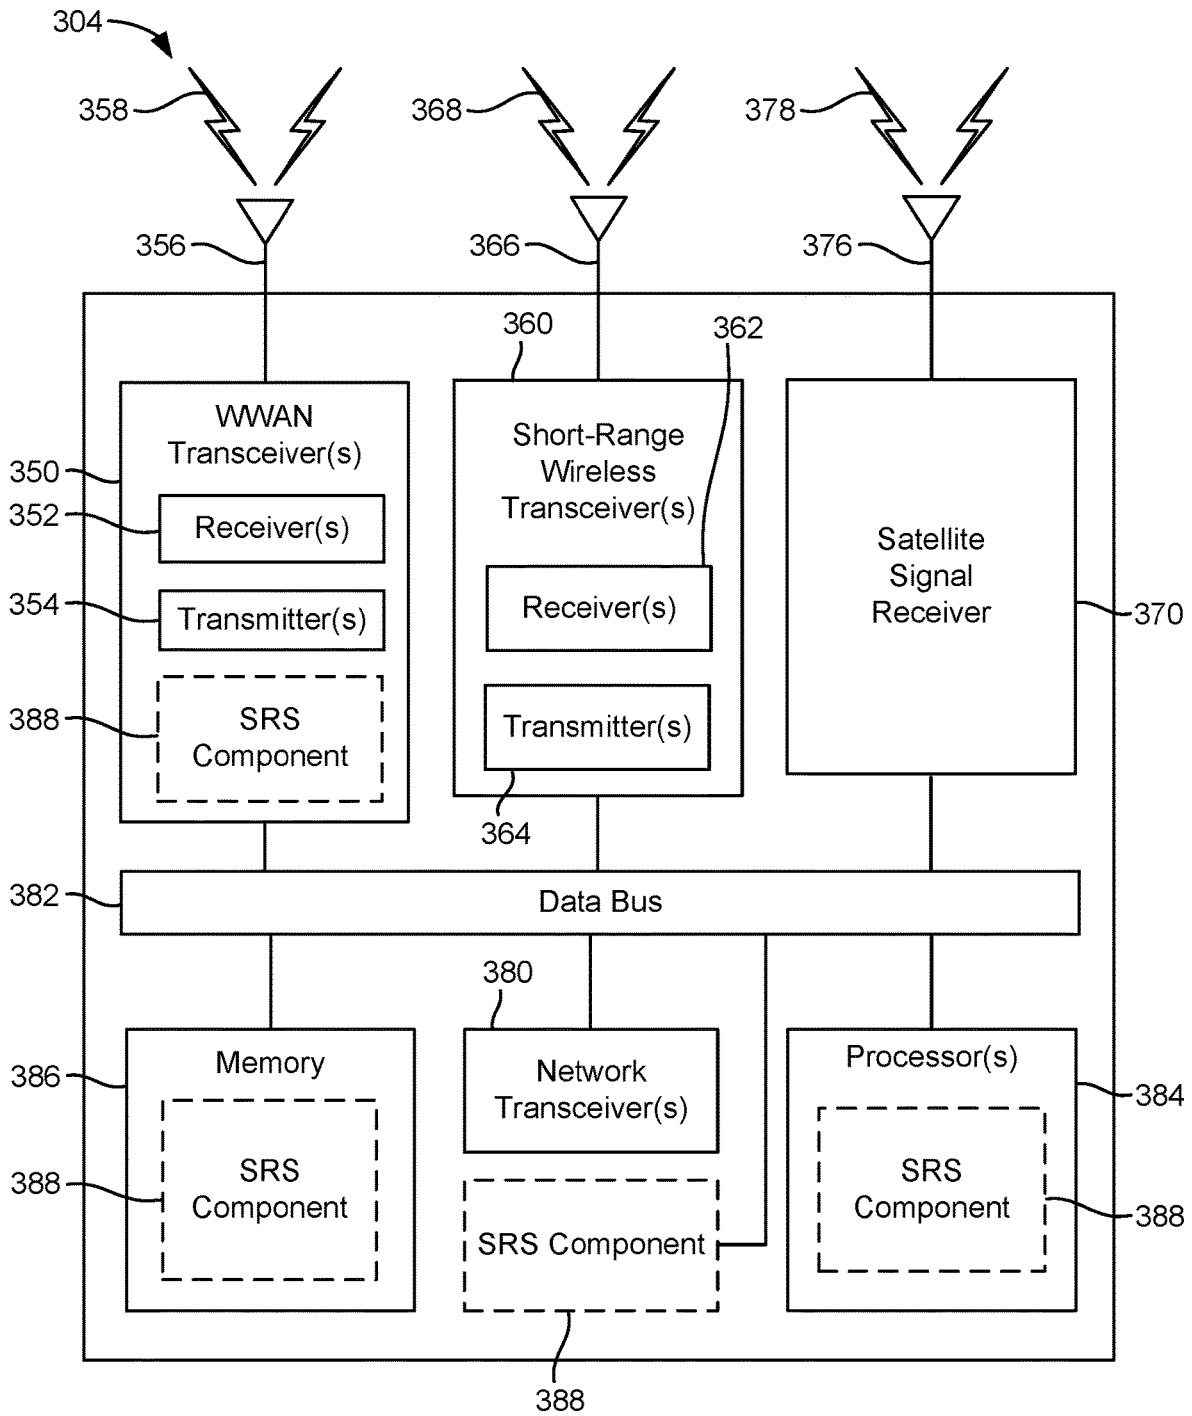 304
358
368
378
356
366
376
360
362
WWAN
Transceiver(s)
350
352
Receiver(s)
354
Transmitter(s)
388
SRS
Component
Short-Range
Wireless
Transceiver(s)
Receiver(s)
Transmitter(s)
364
Satellite
Signal
Receiver
370
382
Data Bus
380
Memory
386
388
SRS
Component
Network
Transceiver(s)
SRS Component
388
Processor(s)
384
SRS
Component
388